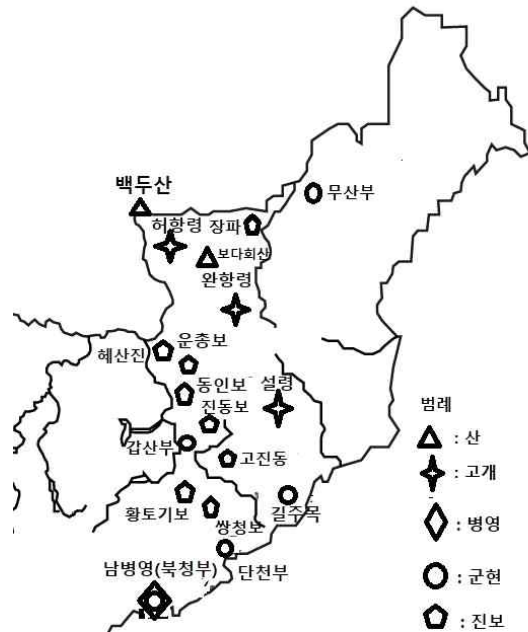 무산부
백두산
허항령 장파
보다회산
완항령
혜산진
운총보
동인보 설령
진동보
갑산부
고진동
황토기보
쌍청보
길주목
남병영(북청부)
단천부
범례
: 산
: 고개
: 병영
: 군현
: 진보